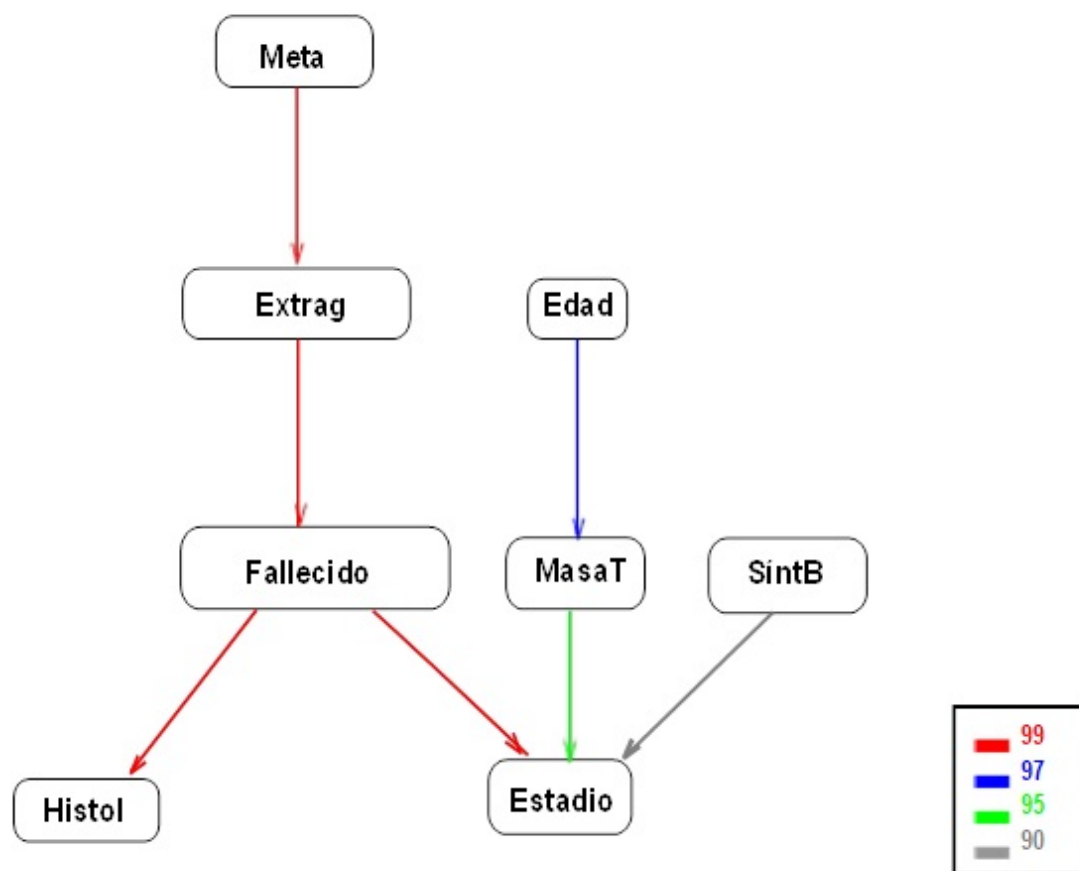 Meta
Extrag
Edad
Fallecido
MasaT
SintB
Histol
Estadio
99
97
95
90